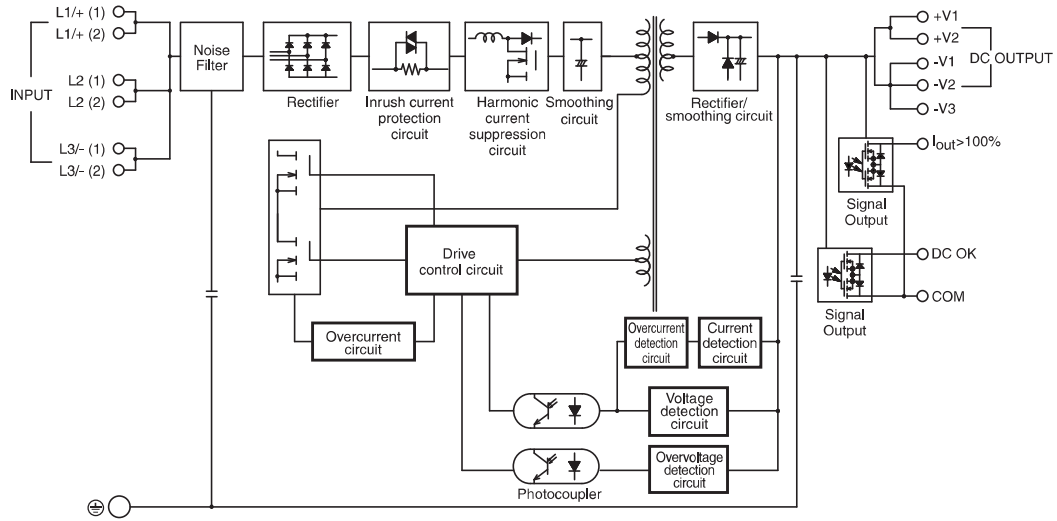 L1/+ (1)
L1/+ (2)
L2 (1)
INPUT
L2 (2)
L3/- (1)
L3/- (2)
Noise
Filter
Rectifier
Inrush current
protection
circuit
Harmonic
current
suppression
circuit
Smoothing
circuit
Rectifier/
smoothing circuit
+V1
+V2
DC OUTPUT
-V1
-V2
-V3
Iout>100%
Signal
Output
DC OK
COM
Signal
Output
Drive
control circuit
Overcurrent
circuit
Overcurrent
detection
circuit
Current
detection
circuit
Voltage
detection
circuit
Overvoltage
detection
circuit
Photocoupler